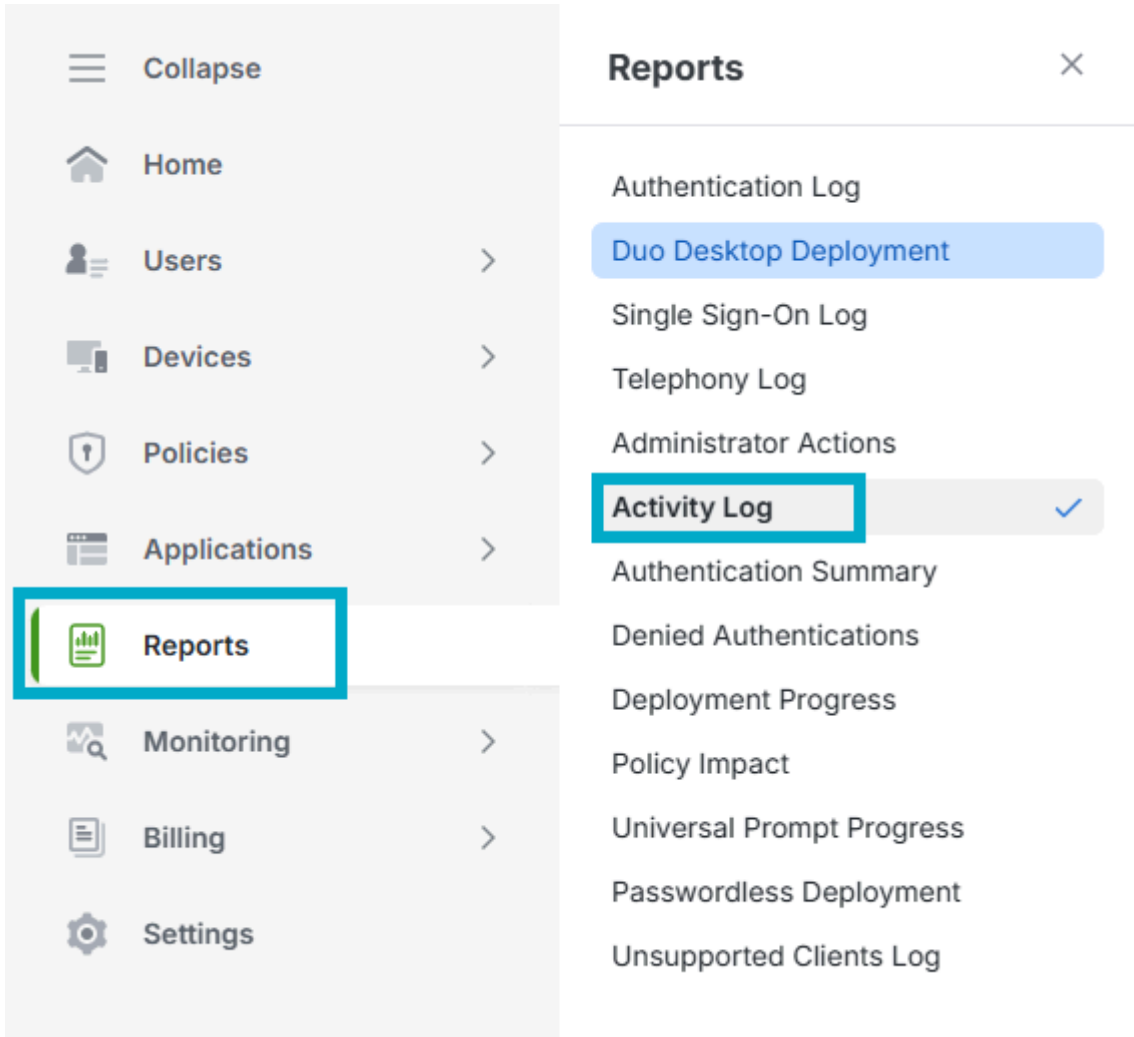 Collapse
Home
Users
Devices
Policies
Applications
Reports
Monitoring
Billing
Settings
Reports
Authentication Log
Duo Desktop Deployment
Single Sign-On Log
Telephony Log
Administrator Actions
Activity Log
Authentication Summary
Denied Authentications
Deployment Progress
Policy Impact
Universal Prompt Progress
Passwordless Deployment
Unsupported Clients Log